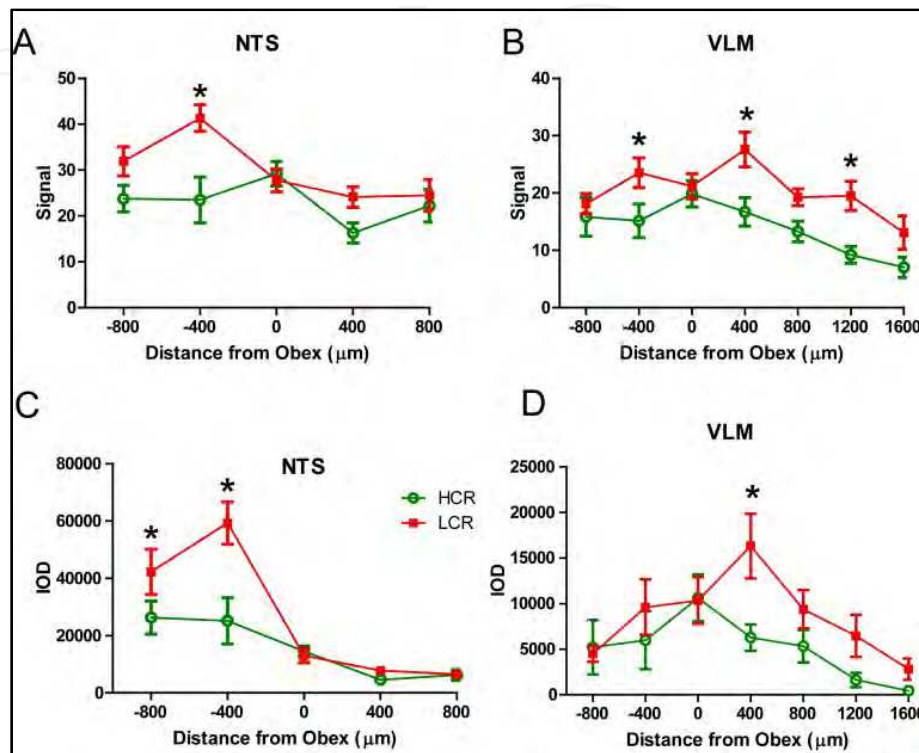 A
NTS
50
40
30
20
10
0
Signal
*
-800 -400 0 400 800
Distance from Obex (μm)
B
VLM
40
30
20
10
0
Signal
* * *
-800 -400 0 400 800 1200 1600
Distance from Obex (μm)
C
NTS
80000
60000
40000
20000
0
IOD
* *
HCR
LCR
-800 -400 0 400 800
Distance from Obex (μm)
D
VLM
25000
20000
15000
10000
5000
0
IOD
*
-800 -400 0 400 800 1200 1600
Distance from Obex (μm)